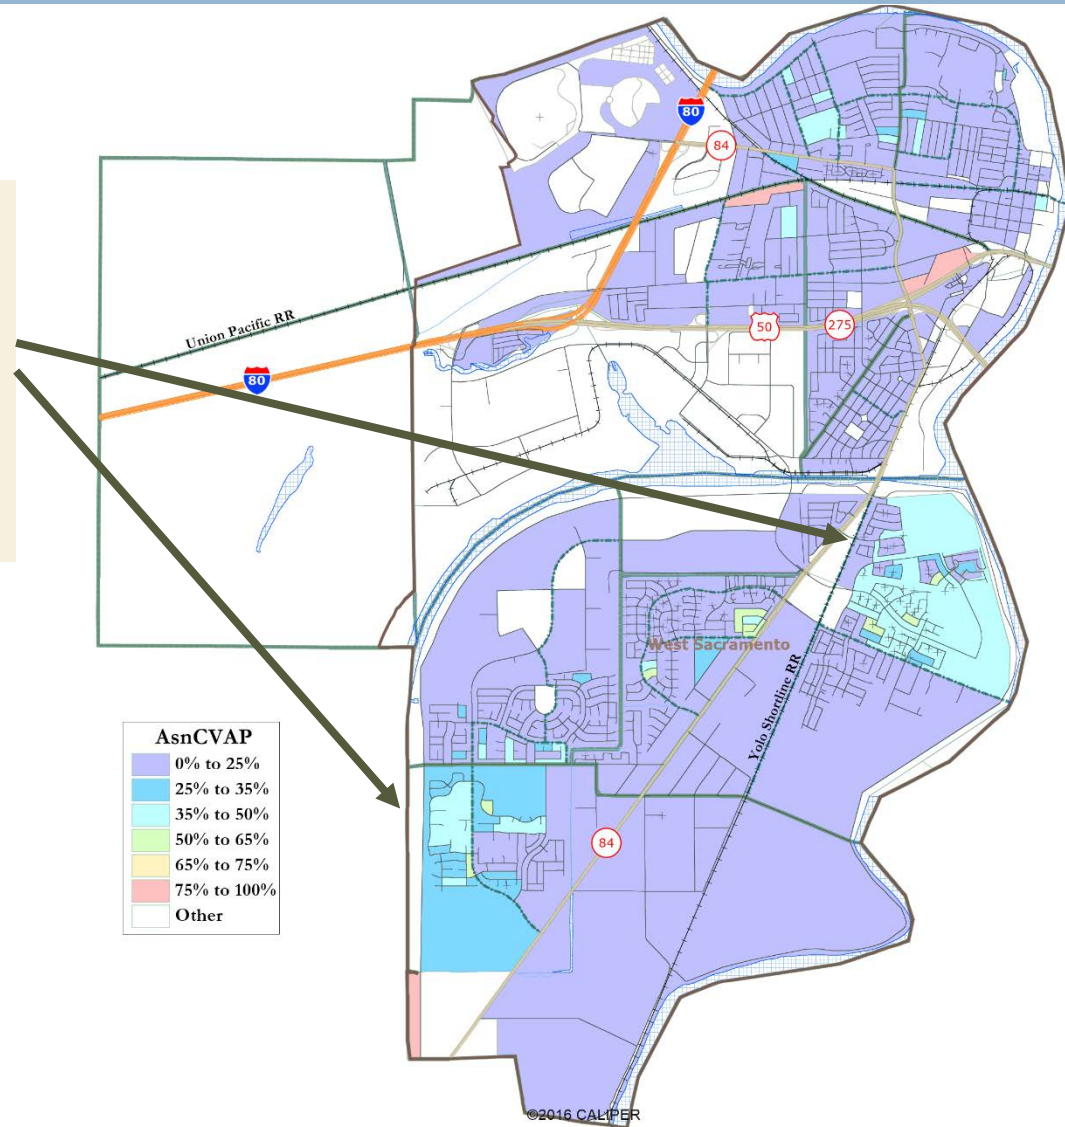 80
84
Union Pacific RR
50
275
80
West Sacramento
Yolo Shortline RR
AsnCVAP
0% to 25%
25% to 35%
35% to 50%
50% to 65%
65% to 75%
75% to 100%
Other
84
©2016 CALIPER